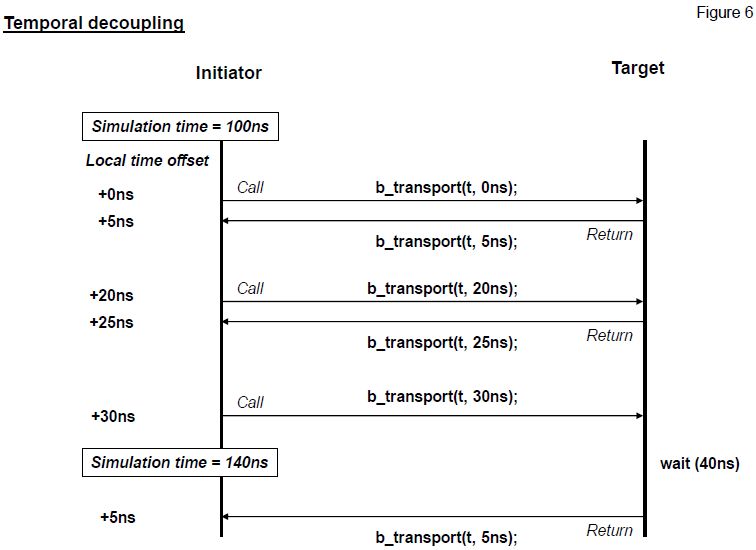 Figure 6
Temporal decoupling
Initiator
Target
Simulation time = 100ns
Local time offset
+0ns
Call
b_transport(t, 0ns);
+5ns
b_transport(t, 5ns);
Return
+20ns
Call
b_transport(t, 20ns);
+25ns
b_transport(t, 25ns);
Return
+30ns
Call
b_transport(t, 30ns);
Simulation time = 140ns
wait (40ns)
+5ns
b_transport(t, 5ns);
Return